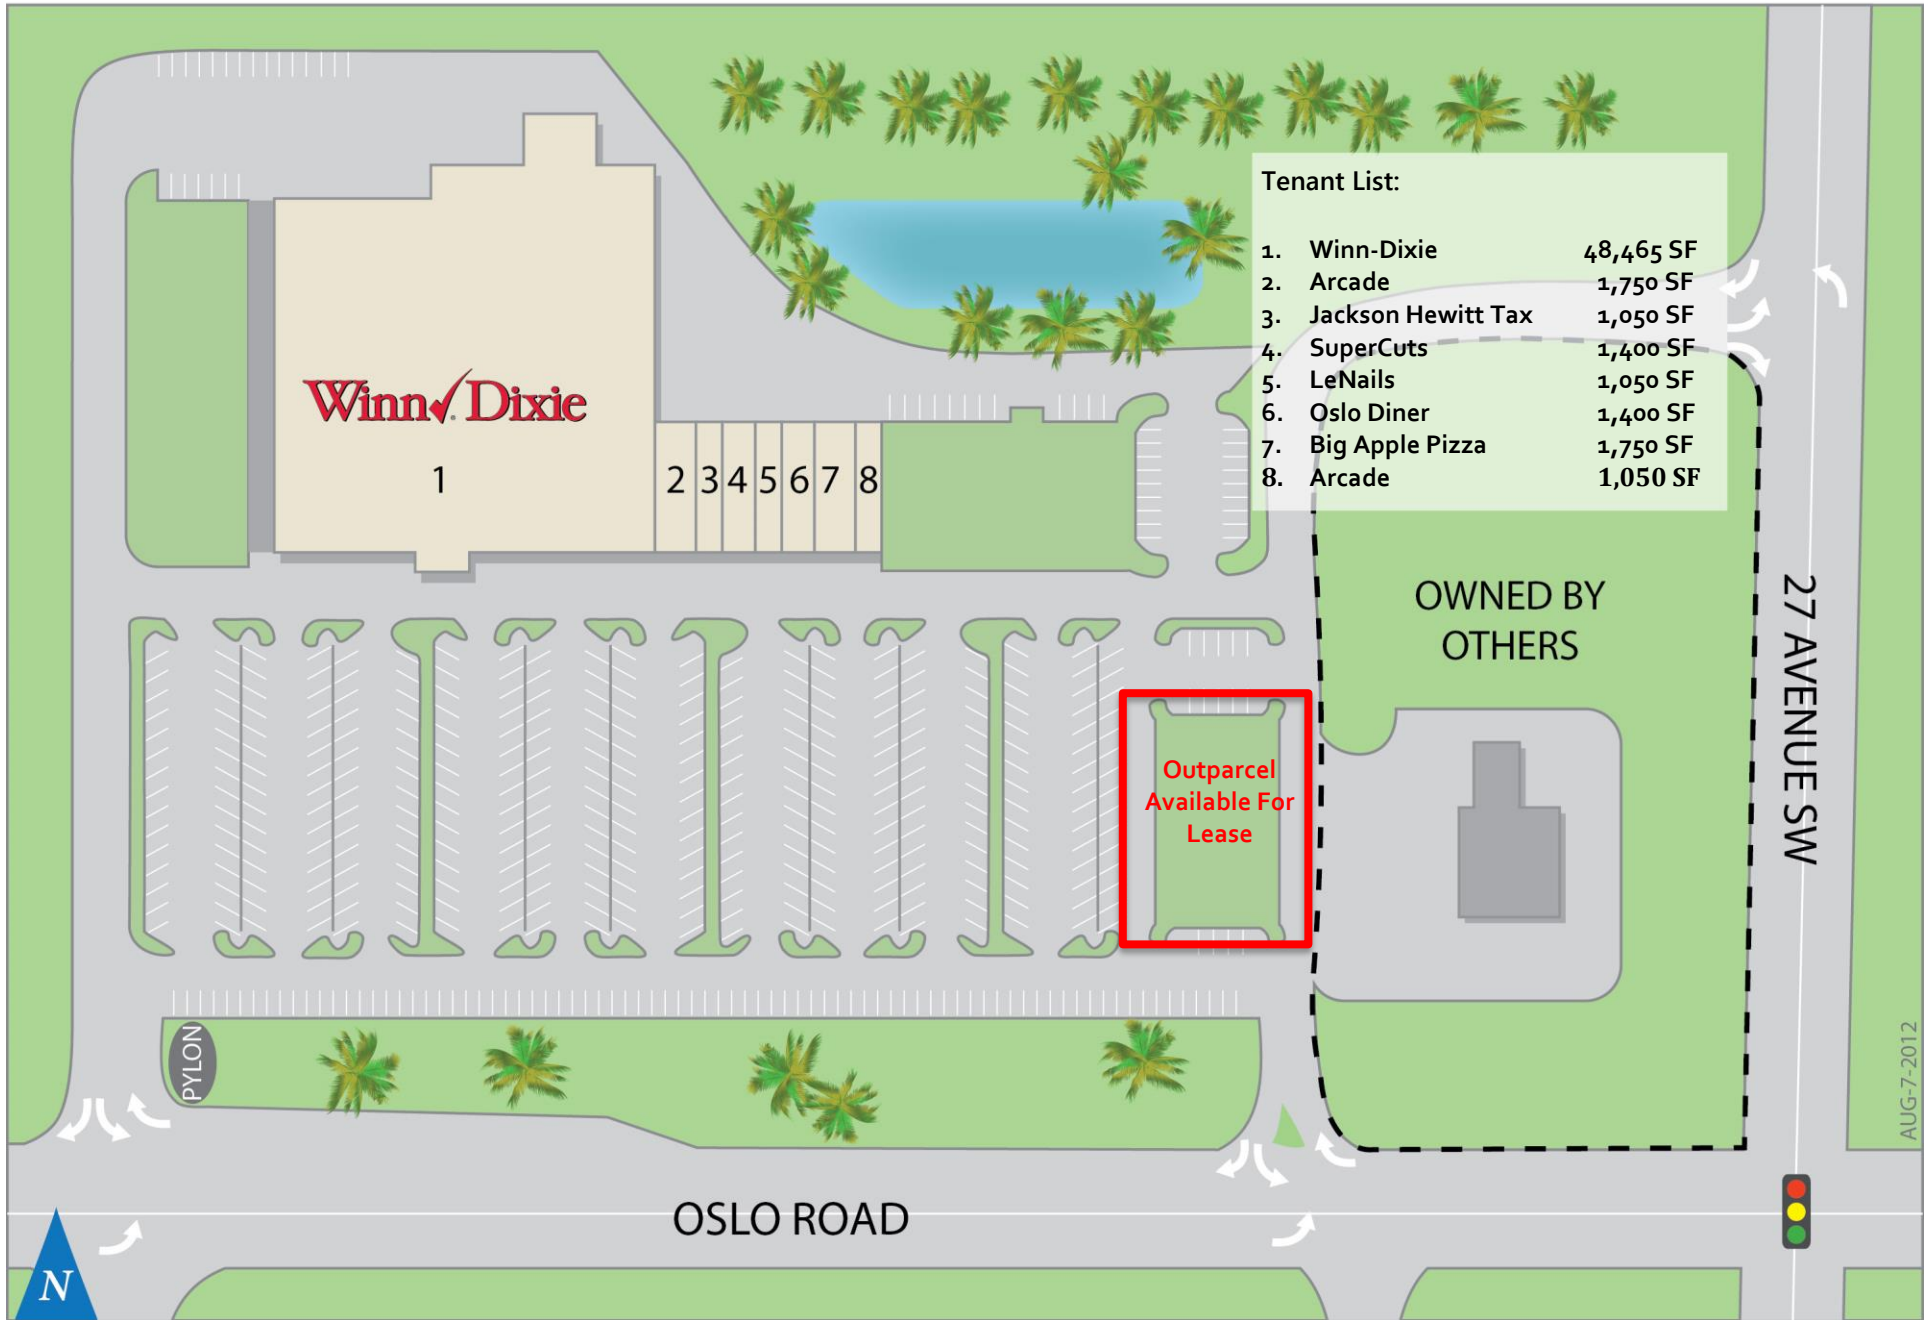 Tenant List:
1. Winn-Dixie 48,465 SF
2. Arcade 1,750 SF
3. Jackson Hewitt Tax 1,050 SF
4. SuperCuts 1,400 SF
5. LeNails 1,050 SF
6. Oslo Diner 1,400 SF
7. Big Apple Pizza 1,750 SF
8. Arcade 1,050 SF
Winn Dixie
1
2 3 4 5 6 7 8
OWNED BY
OTHERS
27 AVENUE SW
Outparcel
Available For
Lease
PYLON
AUG-7-2012
OSLO ROAD
N